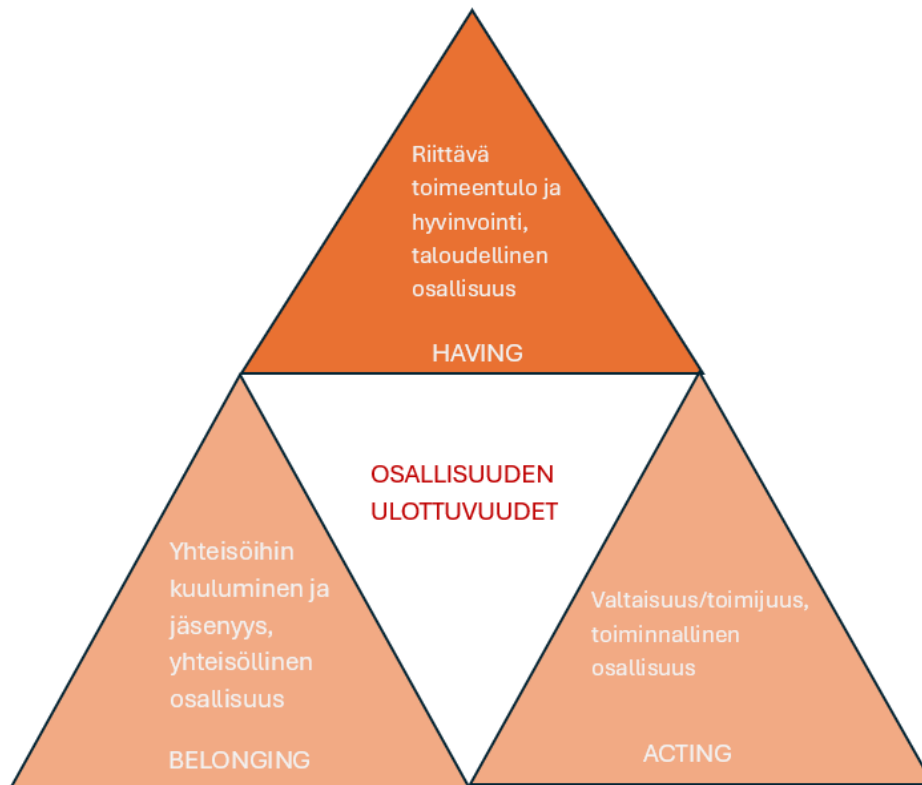 Riittävä
toimeentulo ja
hyvinvointi,
taloudellinen
osallisuus
HAVING
OSALLISUUDEN
ULOTTUVUUDET
Yhteisöihin
kuuluminen ja
jäsenyys,
yhteisöllinen
osallisuus
BELONGING
Valtaisuus/toimijuus,
toiminnallinen
osallisuus
ACTING